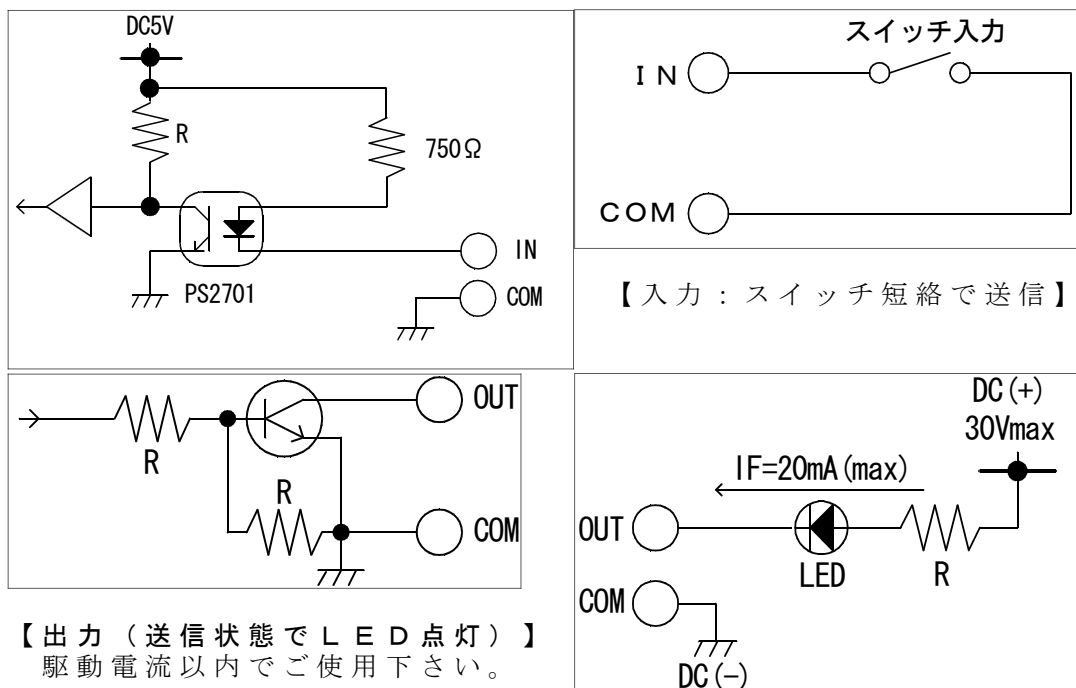 DC5V
R
750Ω
IN
COM
PS2701
スイッチ入力
IN
COM
【入力:スイッチ短絡で送信】
OUT
R
R
COM
【出力(送信状態でLED点灯)】
駆動電流以内でご使用下さい。
DC(+)
30Vmax
IF=20mA(max)
OUT
LED
R
COM
DC(−)